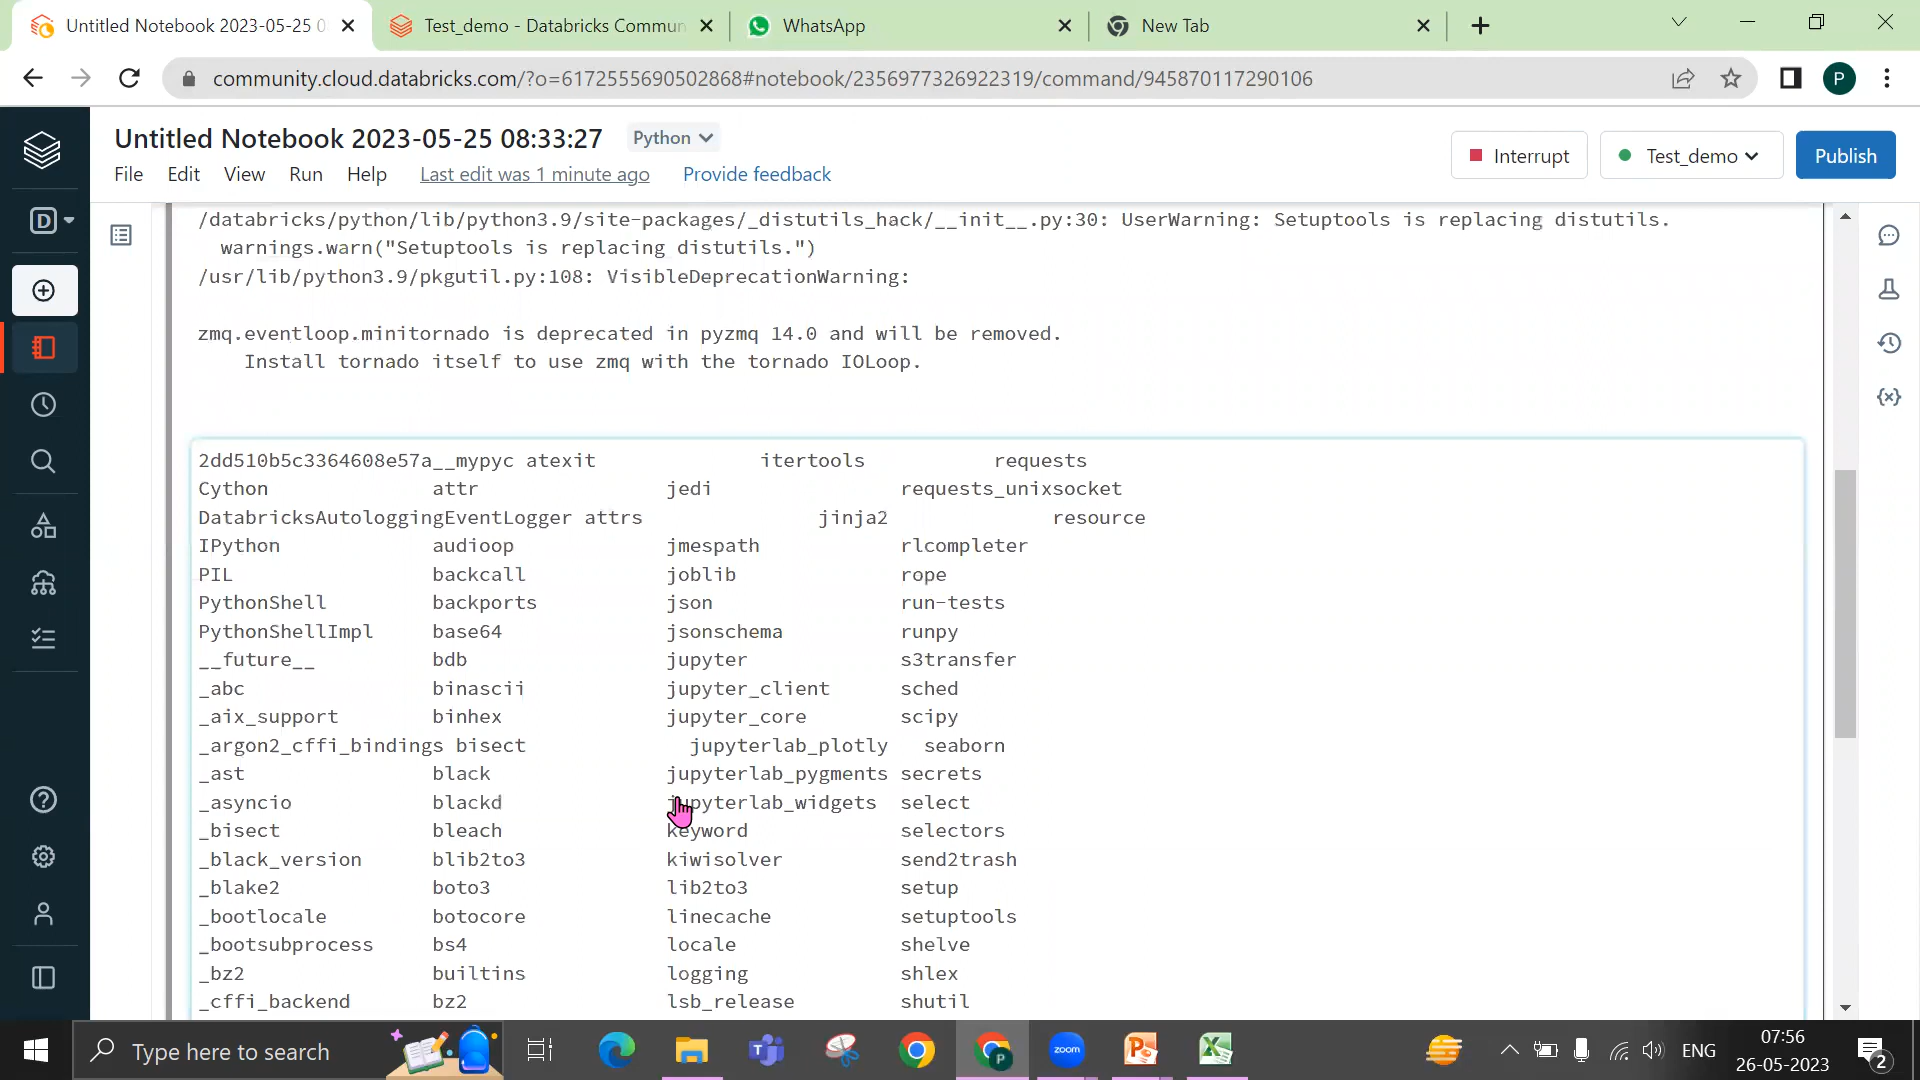 Untitled Notebook 2023-05-25 0
Test_demo - Databricks Commun
WhatsApp
New Tab
community.cloud.databricks.com/?o=6172555690502868#notebook/2356977326922319/command/945870117290106
P
Untitled Notebook 2023-05-25 08:33:27
Python
Interrupt
Test_demo
Publish
File Edit View Run Help Last edit was 1 minute ago Provide feedback
D
/databricks/python/lib/python3.9/site-packages/_distutils_hack/__init__.py:30: UserWarning: Setuptools is replacing distutils.
warnings.warn("Setuptools is replacing distutils.")
/usr/lib/python3.9/pkgutil.py:108: VisibleDeprecationWarning:
zmq.eventloop.minitornado is deprecated in pyzmq 14.0 and will be removed.
Install tornado itself to use zmq with the tornado IOLoop.
2dd510b5c3364608e57a__mypyc atexit itertools requests
Cython attr jedi requests_unixsocket
DatabricksAutologgingEventLogger attrs jinja2 resource
IPython audioop jmespath rlcompleter
PIL backcall joblib rope
PythonShell backports json run-tests
PythonShellImpl base64 jsonschema runpy
__future__ bdb jupyter s3transfer
_abc binascii jupyter_client sched
_aix_support binhex jupyter_core scipy
_argon2_cffi_bindings bisect jupyterlab_plotly seaborn
_ast black jupyterlab_pygments secrets
_asyncio blackd jupyterlab_widgets select
_bisect bleach keyword selectors
_black_version blib2to3 kiwisolver send2trash
_blake2 boto3 lib2to3 setup
_bootlocale botocore linecache setuptools
_bootsubprocess bs4 locale shelve
_bz2 builtins logging shlex
_cffi_backend bz2 lsb_release shutil
Type here to search
zoom
P
ENG
07:56
26-05-2023
2